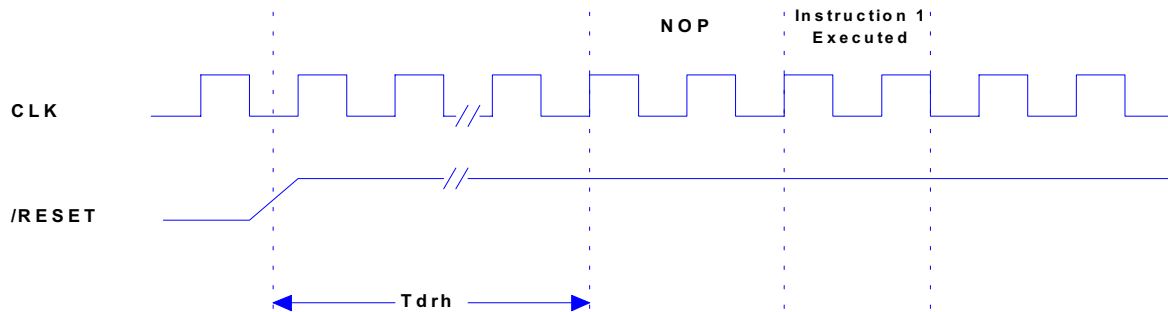 NOP
Instruction 1
Executed
CLK
/RESET
Tdrh